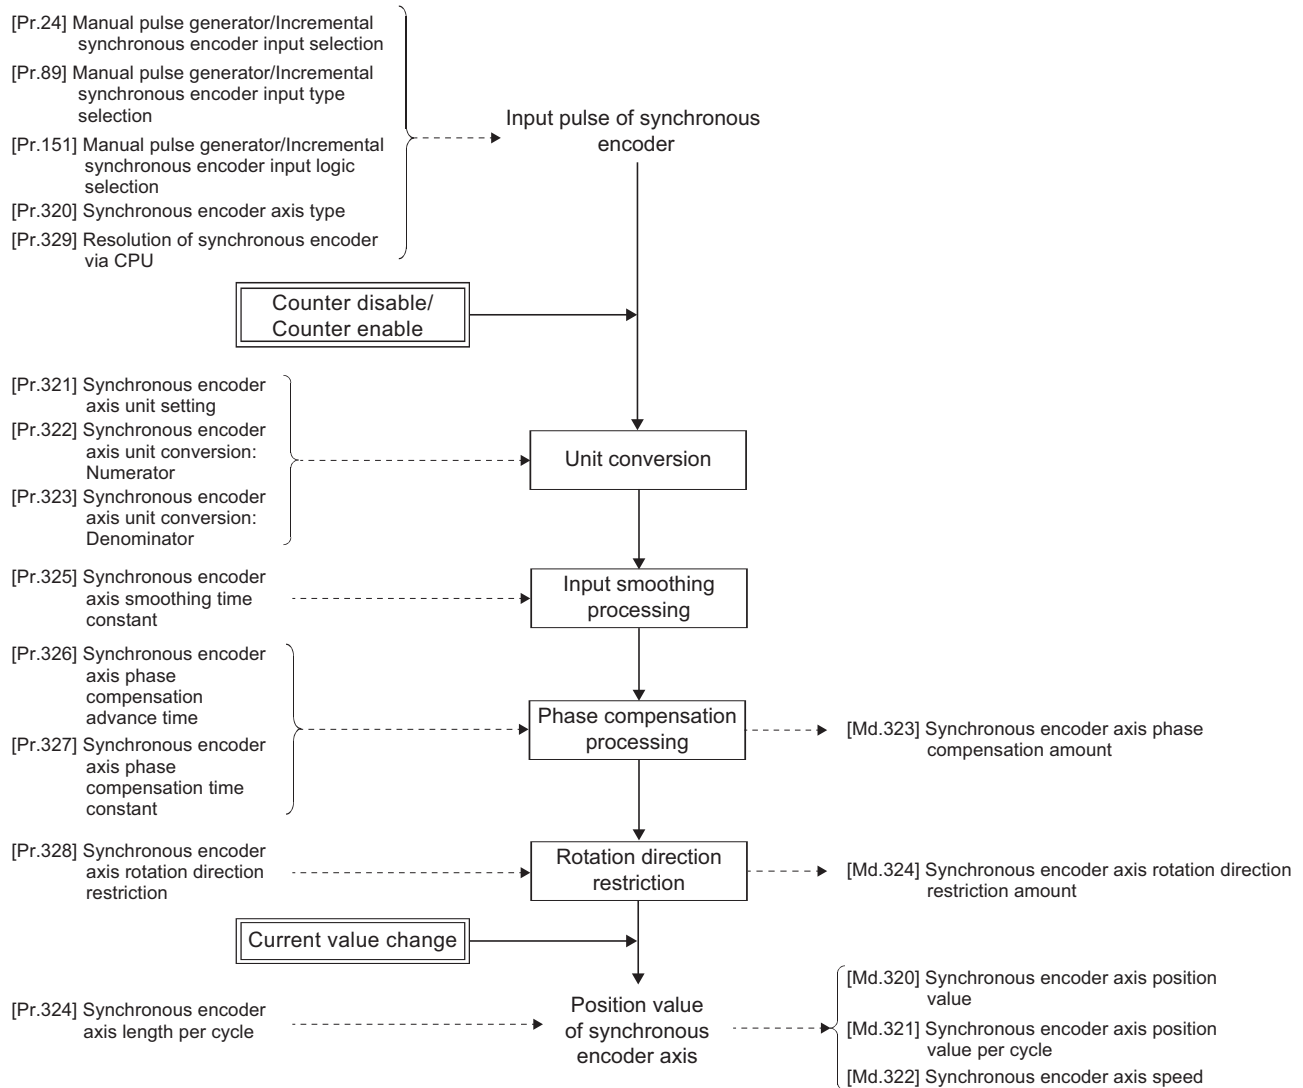 [Pr.24] Manual pulse generator/Incremental
synchronous encoder input selection
[Pr.89] Manual pulse generator/Incremental
synchronous encoder input type
selection
[Pr.151] Manual pulse generator/Incremental
synchronous encoder input logic
selection
[Pr.320] Synchronous encoder axis type
[Pr.329] Resolution of synchronous encoder
via CPU
Input pulse of synchronous
encoder
Counter disable/
Counter enable
[Pr.321] Synchronous encoder
axis unit setting
[Pr.322] Synchronous encoder
axis unit conversion:
Numerator
[Pr.323] Synchronous encoder
axis unit conversion:
Denominator
Unit conversion
[Pr.325] Synchronous encoder
axis smoothing time
constant
Input smoothing
processing
[Pr.326] Synchronous encoder
axis phase
compensation
advance time
[Pr.327] Synchronous encoder
axis phase
compensation time
constant
Phase compensation
processing
[Md.323] Synchronous encoder axis phase
compensation amount
[Pr.328] Synchronous encoder
axis rotation direction
restriction
Rotation direction
restriction
[Md.324] Synchronous encoder axis rotation direction
restriction amount
Current value change
[Pr.324] Synchronous encoder
axis length per cycle
Position value
of synchronous
encoder axis
[Md.320] Synchronous encoder axis position
value
[Md.321] Synchronous encoder axis position
value per cycle
[Md.322] Synchronous encoder axis speed